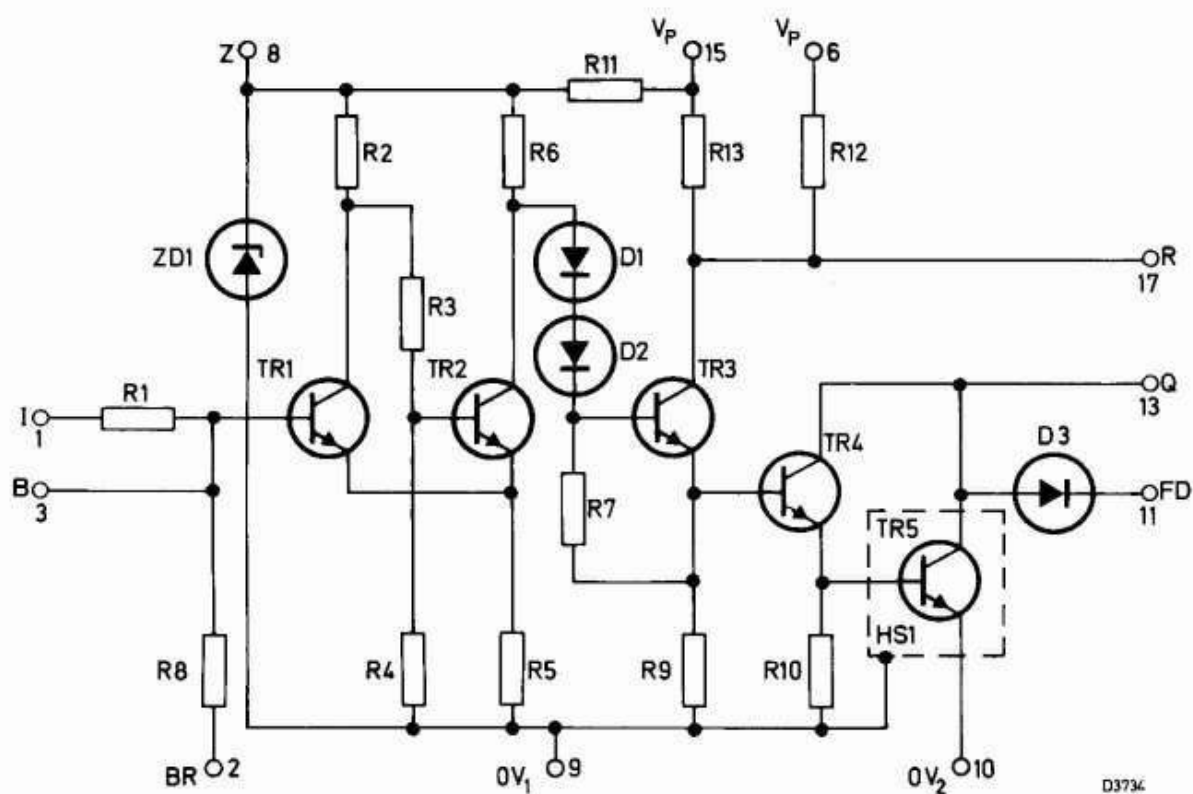 Z 8
VP 15
VP 6
R11
R2
R6
R13
R12
ZD1
D1
R
17
R3
D2
TR1
TR2
TR3
R1
I
1
Q
13
TR4
D3
B
3
R7
FD
11
TR5
HS1
R8
R4
R5
R9
R10
BR 2
0V1 9
0V2 10
D3734